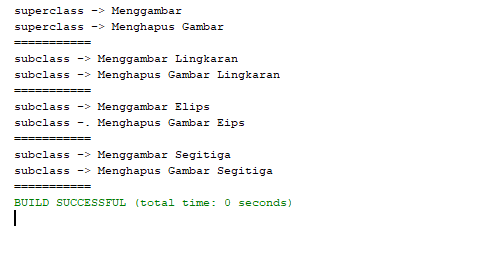 superclass -> Menggambar
superclass -> Menghapus Gambar
===========
subclass -> Menggambar Lingkaran
subclass -> Menghapus Gambar Lingkaran
===========
subclass -> Menggambar Elips
subclass -. Menghapus Gambar Eips
===========
subclass -> Menggambar Segitiga
subclass -> Menghapus Gambar Segitiga
===========
BUILD SUCCESSFUL (total time: 0 seconds)